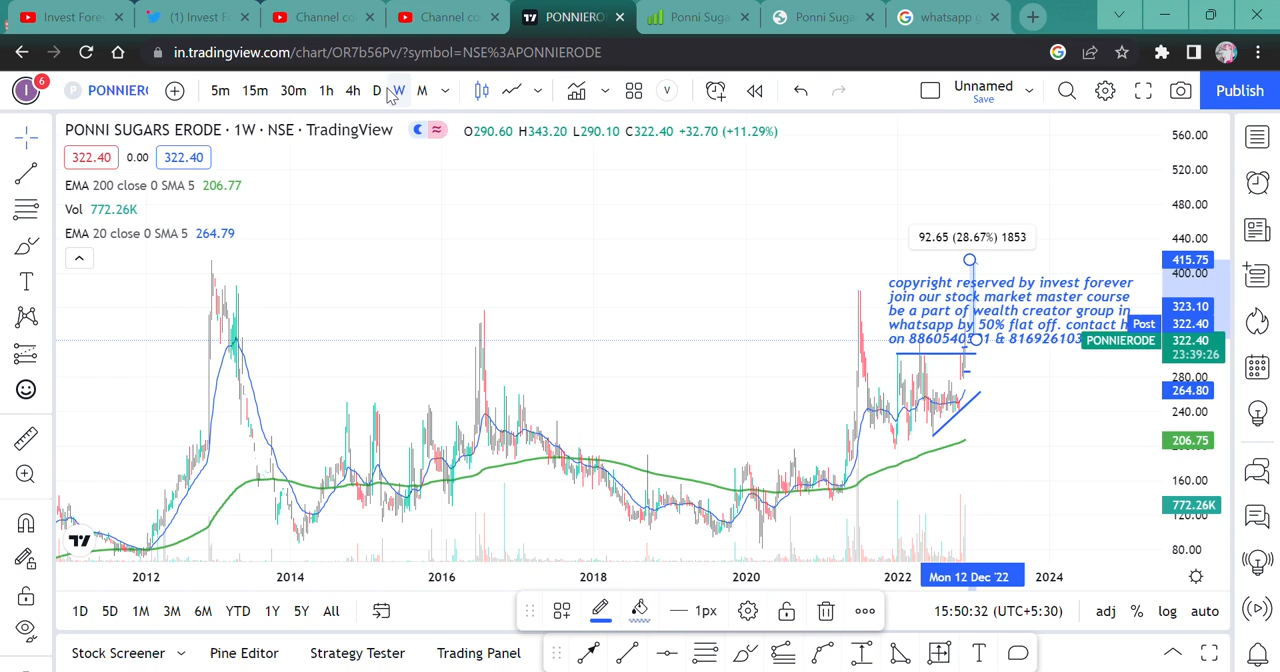 Invest Forev
(1) Invest F
Channel co
Channel co
PONNIERO
Ponni Suga
Ponni Suga
whatsapp g
in.tradingview.com/chart/OR7b56Pv/?symbol=NSE%3APONNIERODE
I 6
P PONNIER
5m 15m 30m 1h 4h D W M
V
Unnamed
Save
Publish
PONNI SUGARS ERODE · 1W · NSE · TradingView
O290.60 H343.20 L290.10 C322.40 +32.70 (+11.29%)
322.40 0.00 322.40
EMA 200 close 0 SMA 5 206.77
Vol 772.26K
EMA 20 close 0 SMA 5 264.79
92.65 (28.67%) 1853
copyright reserved by invest forever
join our stock market master course
be a part of wealth creator group in
whatsapp by 50% flat off. contact
PONNIERODE
Post
560.00
520.00
480.00
440.00
415.75
400.00
323.10
322.40
322.40
23:39:26
280.00
264.80
240.00
206.75
160.00
772.26K
120.00
80.00
2012 2014 2016 2018 2020 2022 Mon 12 Dec '22 2024
1D 5D 1M 3M 6M YTD 1Y 5Y All
1px
15:50:32 (UTC+5:30) adj % log auto
Stock Screener Pine Editor Strategy Tester Trading Panel